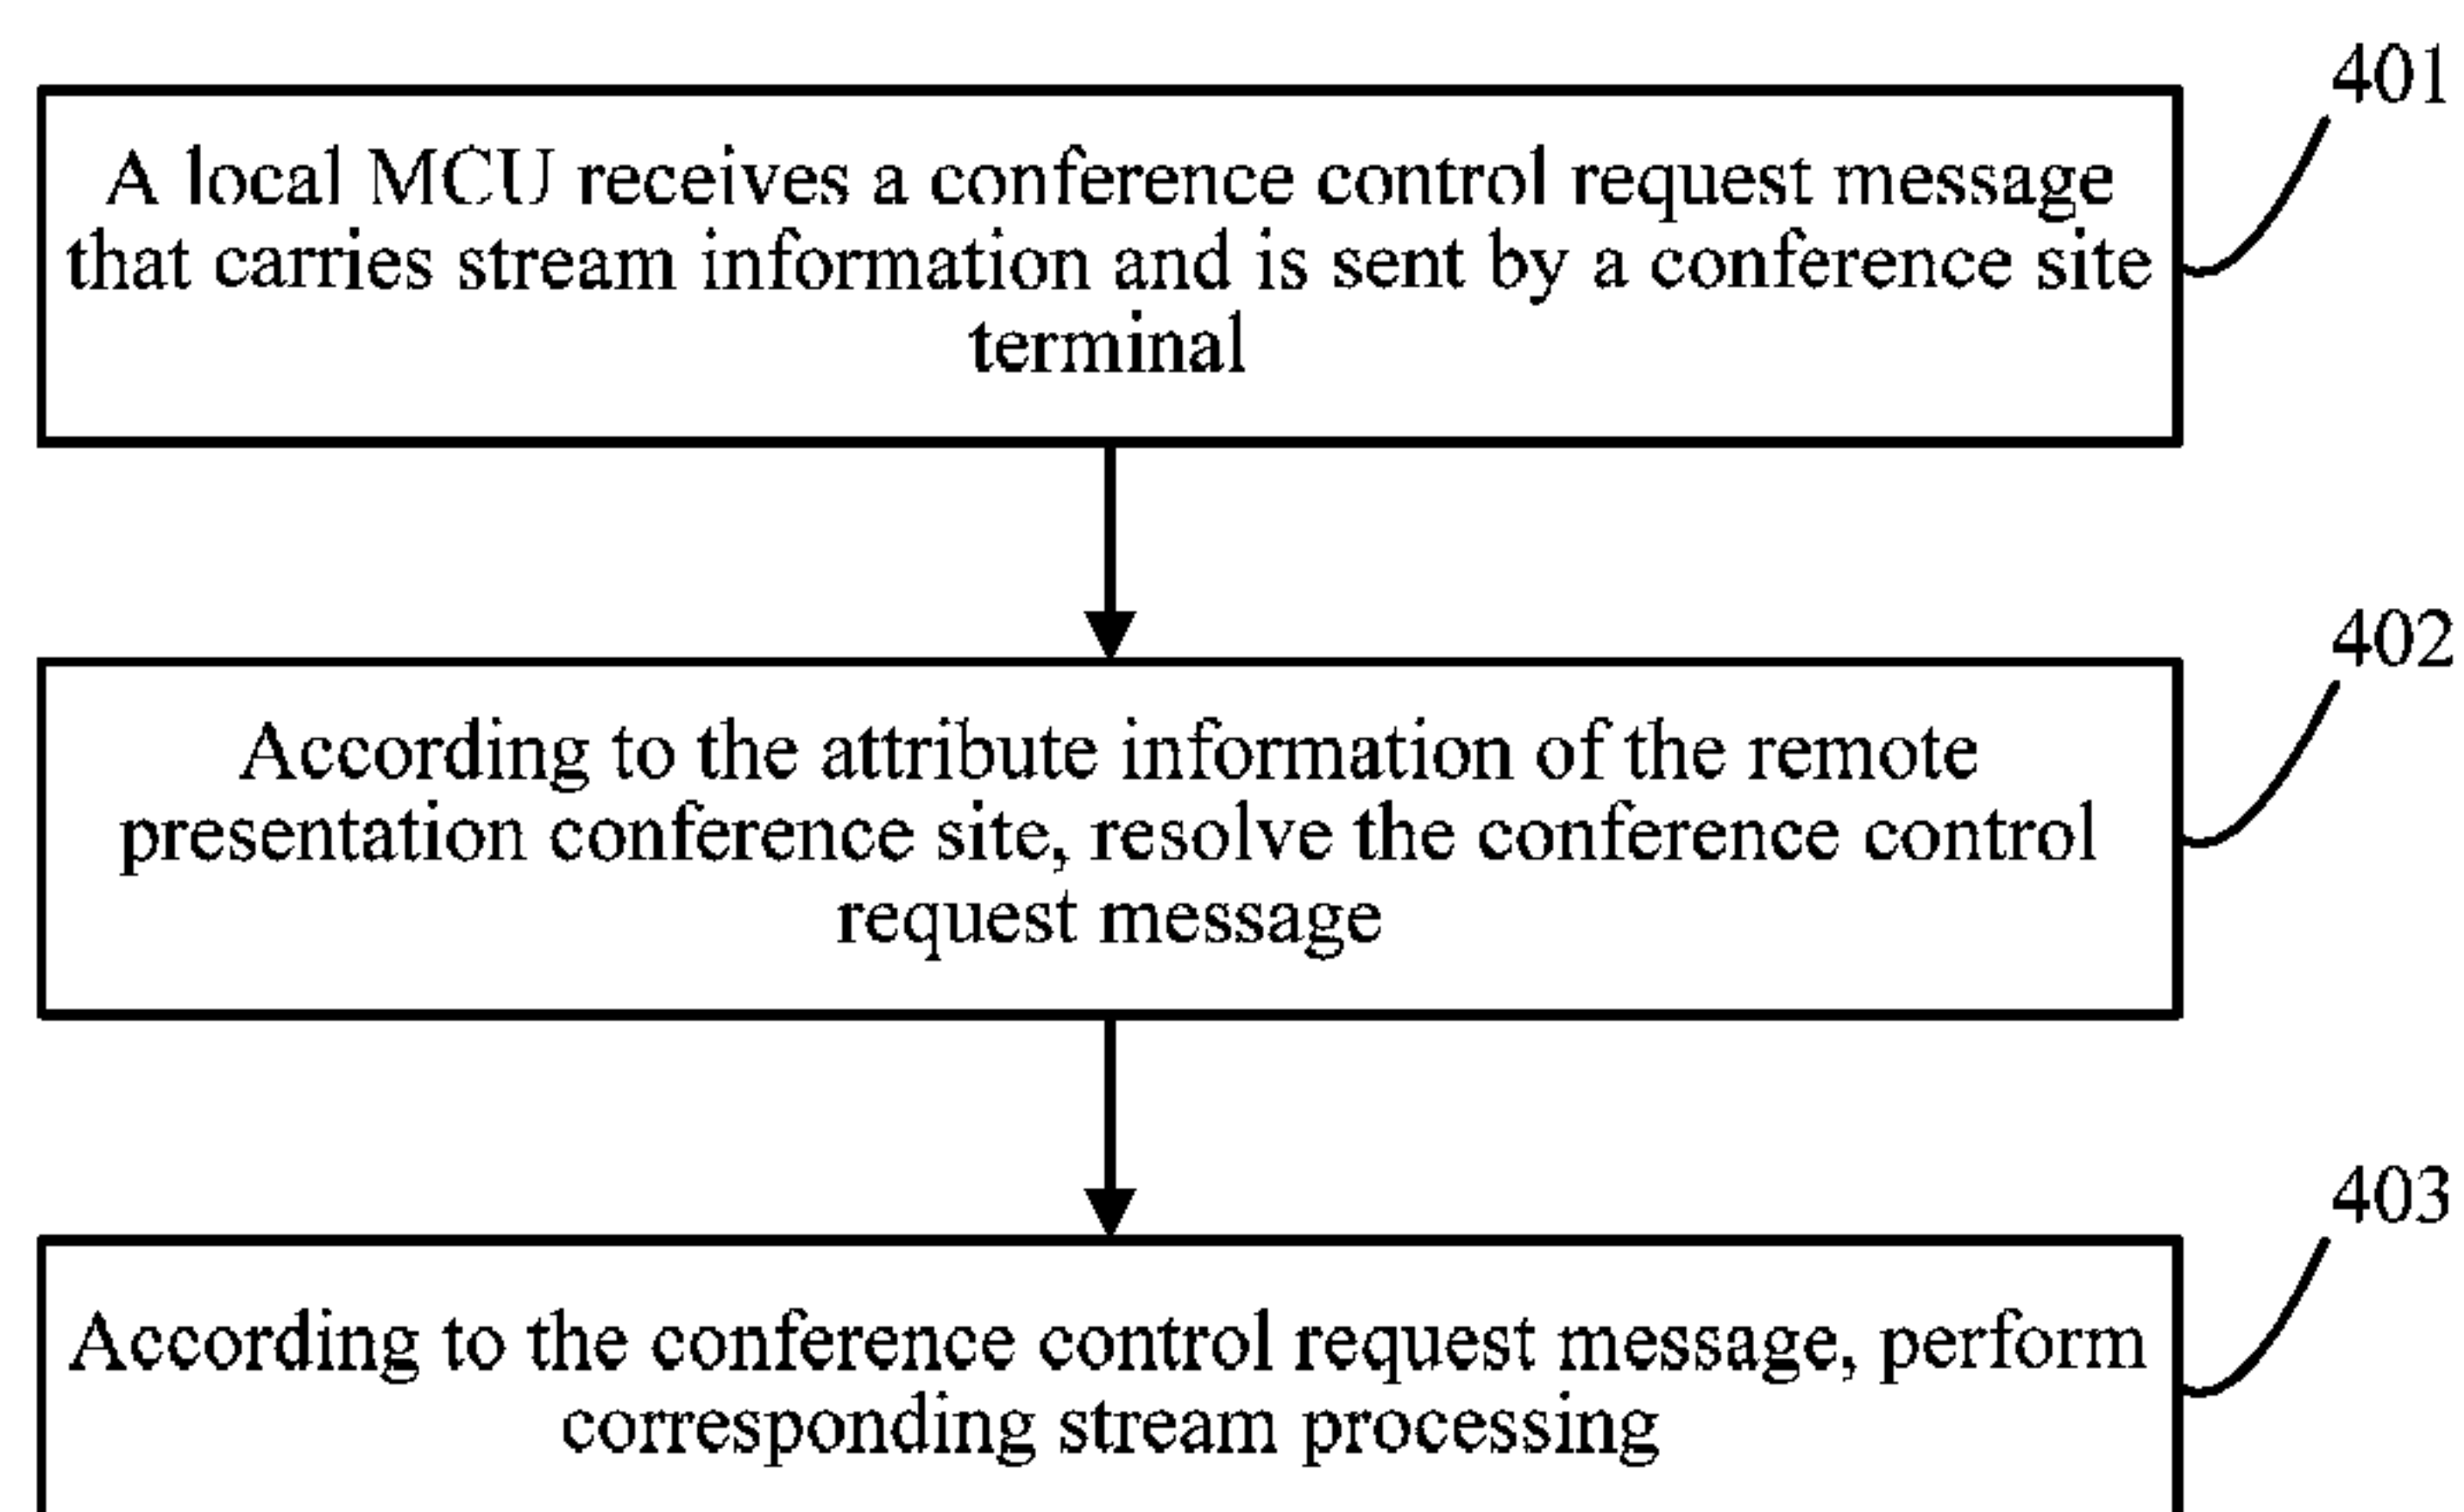 401
A local MCU receives a conference control request message
that carries stream information and is sent by a conference site
terminal
402
According to the attribute information of the remote
presentation conference site, resolve the conference control
request message
403
According to the conference control request message, perform
corresponding stream processing